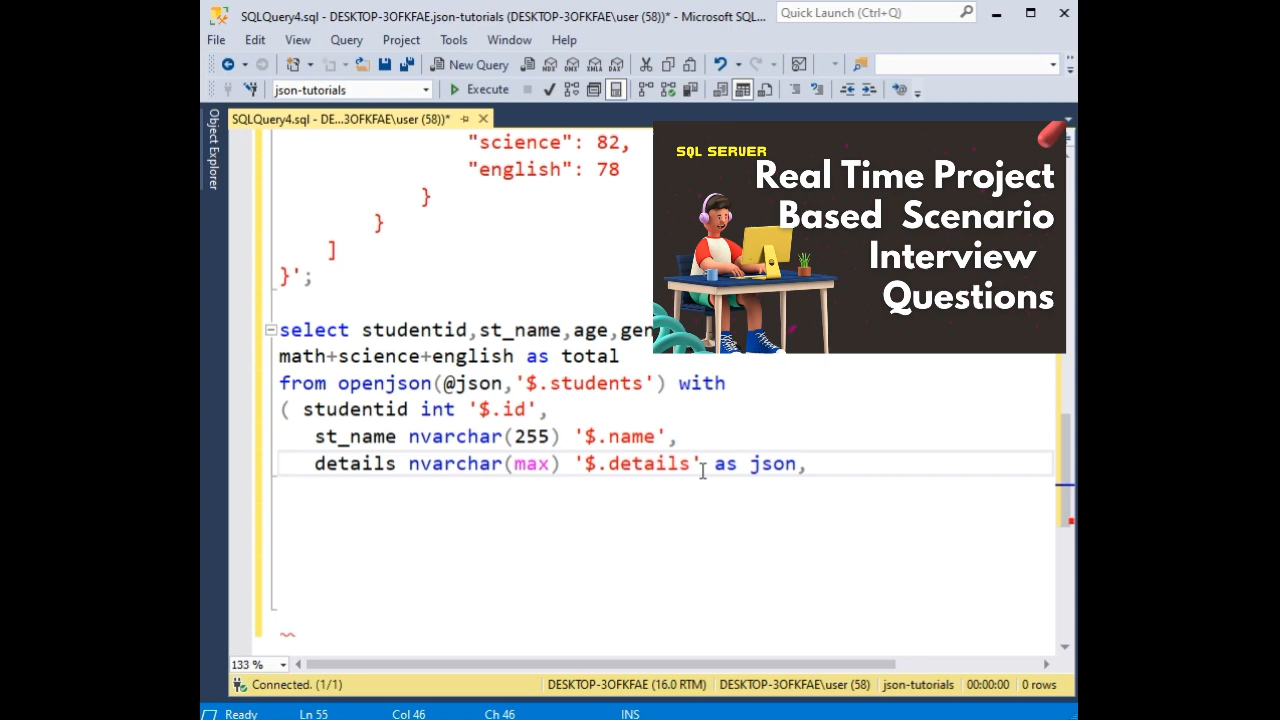 SQLQuery4.sql - DESKTOP-3OFKFAE.json-tutorials (DESKTOP-3OFKFAE\user (58))* - Microsoft SQL...
Quick Launch (Ctrl+Q)
File Edit View Query Project Tools Window Help
New Query
MDX DMX XMLA DAX
json-tutorials
Execute
Object Explorer
SQLQuery4.sql - DE...3OFKFAE\user (58))*
"science": 82,
"english": 78
}
}
]
}';
SQL SERVER
Real Time Project
Based Scenario
Interview
Questions
select studentid,st_name,age,gen
math+science+english as total
from openjson(@json,'$.students') with
( studentid int '$.id',
st_name nvarchar(255) '$.name',
details nvarchar(max) '$.details' as json,
133 %
Connected. (1/1)
DESKTOP-3OFKFAE (16.0 RTM)
DESKTOP-3OFKFAE\user (58)
json-tutorials
00:00:00
0 rows
Ready
Ln 55
Col 46
Ch 46
INS